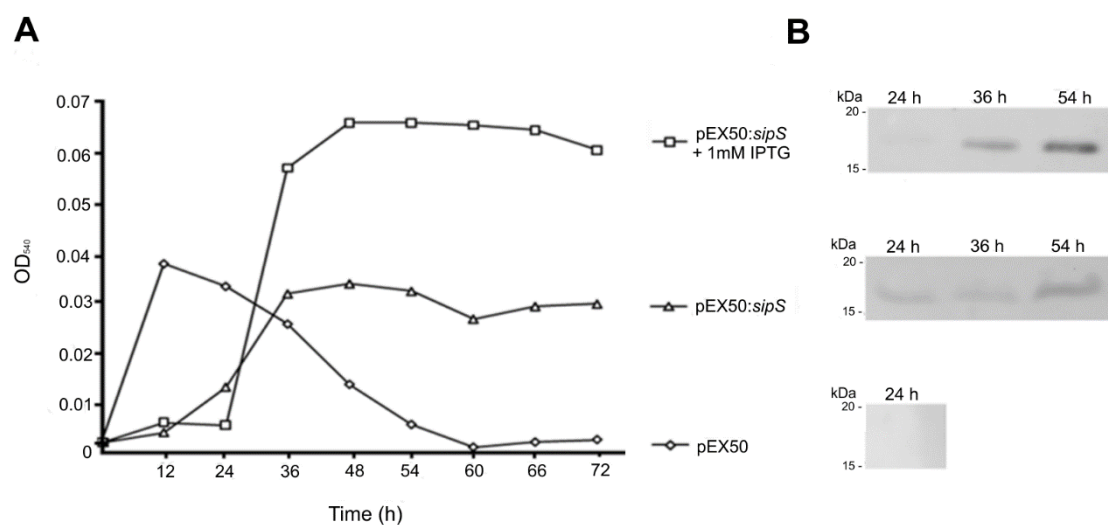 A
0.07
0.06
0.05
0.04
0.03
0.02
0.01
0
OD₅₄₀
12 24 36 48 54 60 66 72
Time (h)
pEX50:sipS
+ 1mM IPTG
pEX50:sipS
pEX50
B
kDa 24 h 36 h 54 h
20 -
15 -
kDa 24 h 36 h 54 h
20 -
15 -
kDa 24 h
20 -
15 -